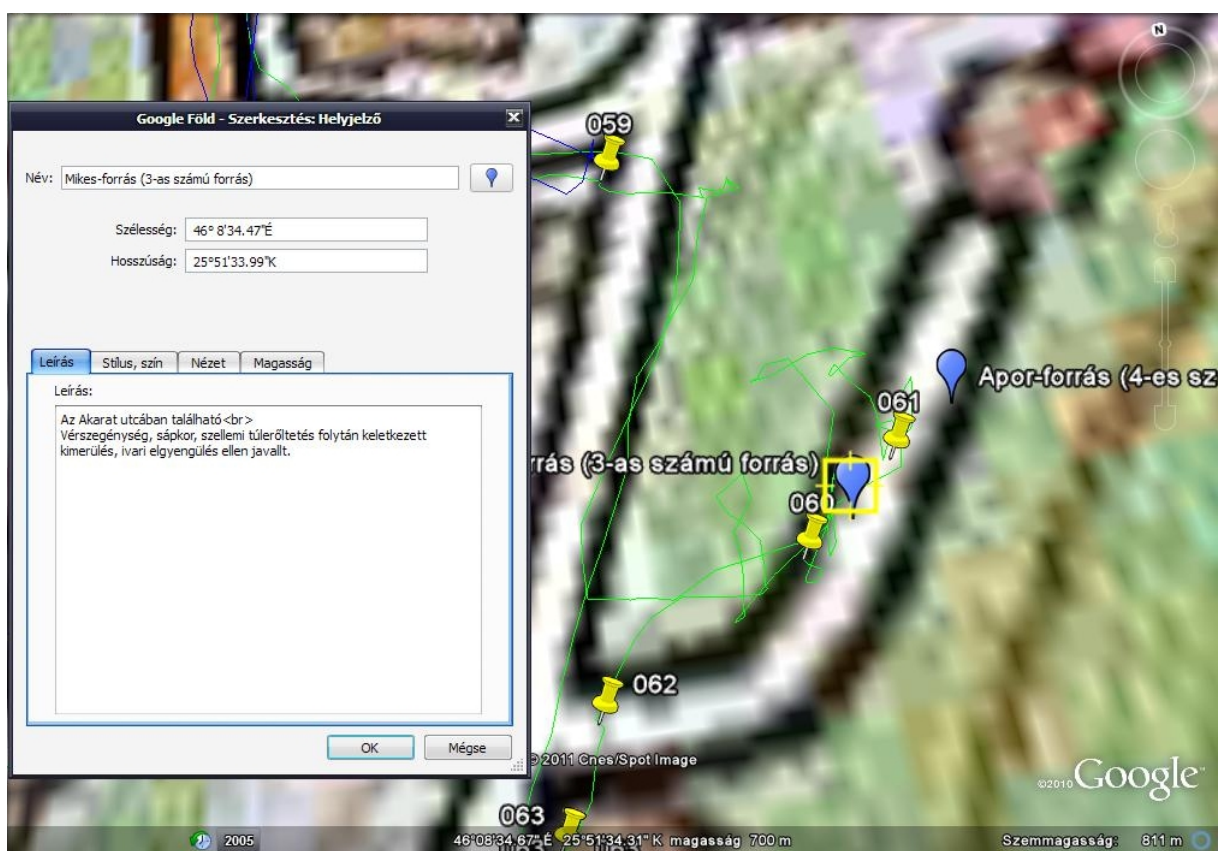 Google Föld - Szerkesztés: Helyjelző
Név: Mikes-forrás (3-as számú forrás)
Szélesség: 46° 8'34.47"É
Hosszúság: 25°51'33.99"K
Leírás Stílus, szín Nézet Magasság
Leírás:
Az Akarat utcában található<br>
Vérszegénység, sápkor, szellemi túlerőltetés folytán keletkezett
kimerülés, ivari elgyengülés ellen javallt.
OK Mégse
N
059
Apor-forrás (4-es sz
061
rrás (3-as számú forrás)
060
062
© 2011 Cnes/Spot Image
©2010 Google
063
2005
46°08'34.67"É 25°51'34.31"K magasság 700 m
Szemmagasság: 811 m